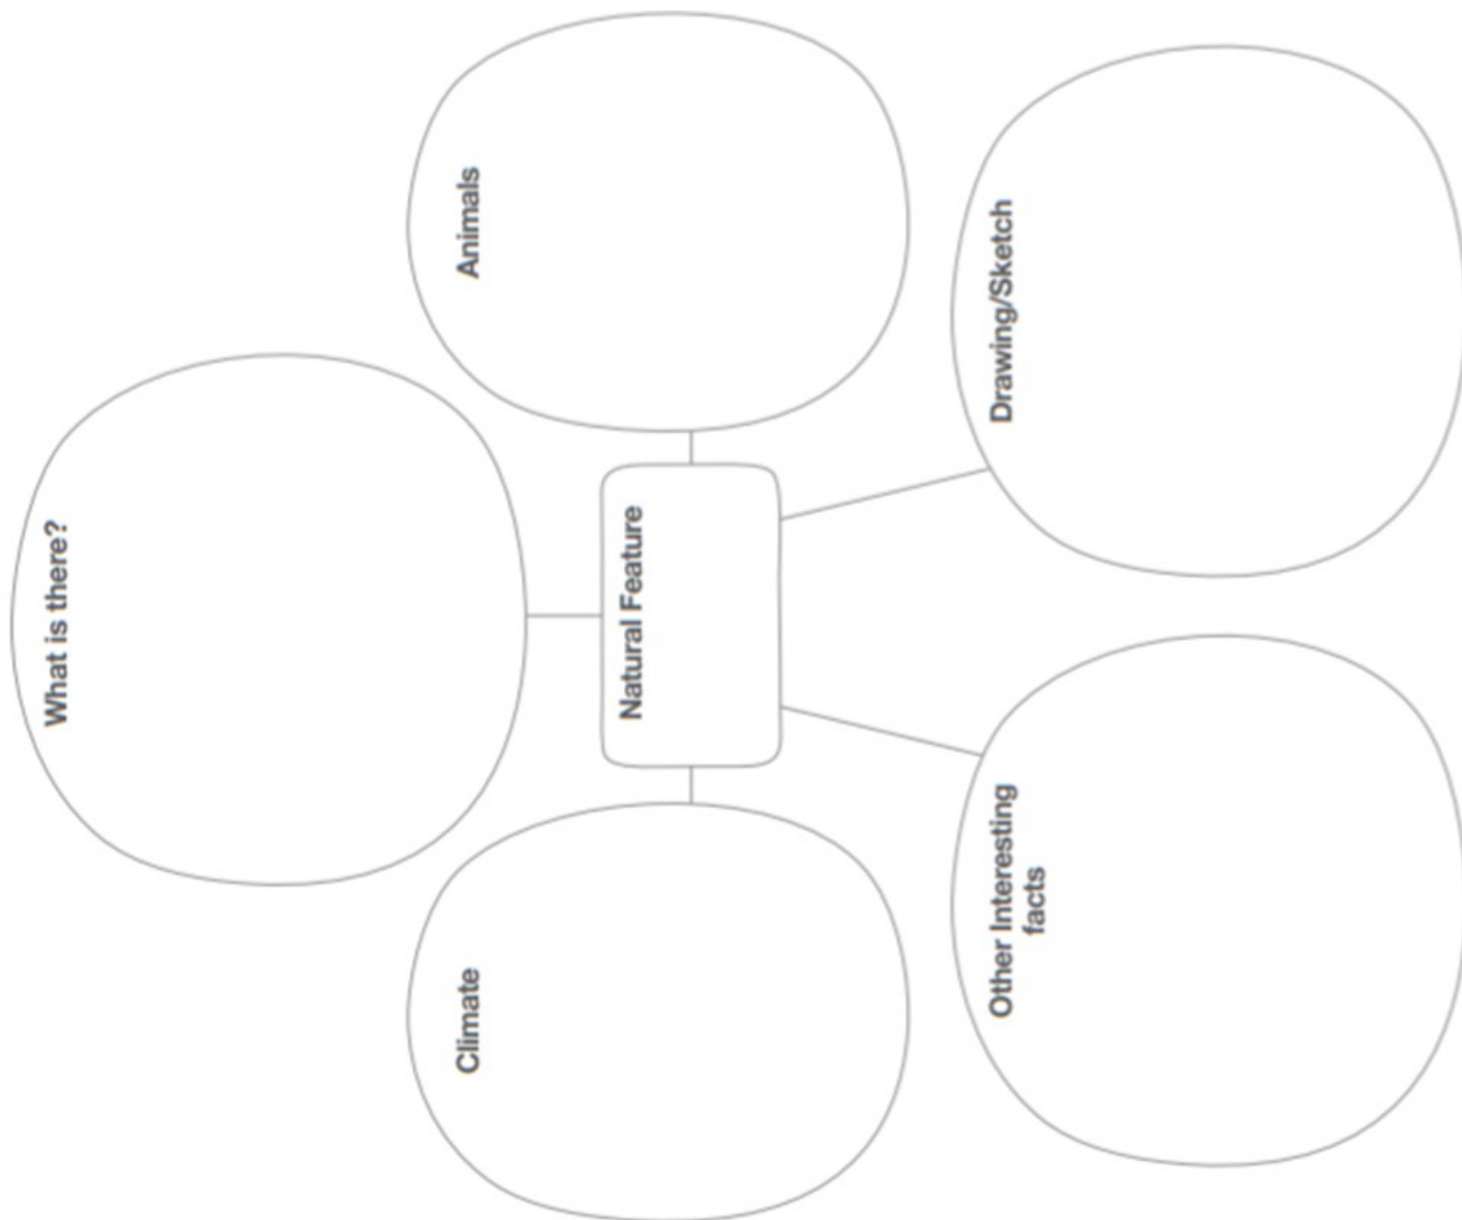 What is there?
Climate
Natural Feature
Animals
Other Interesting
facts
Drawing/Sketch